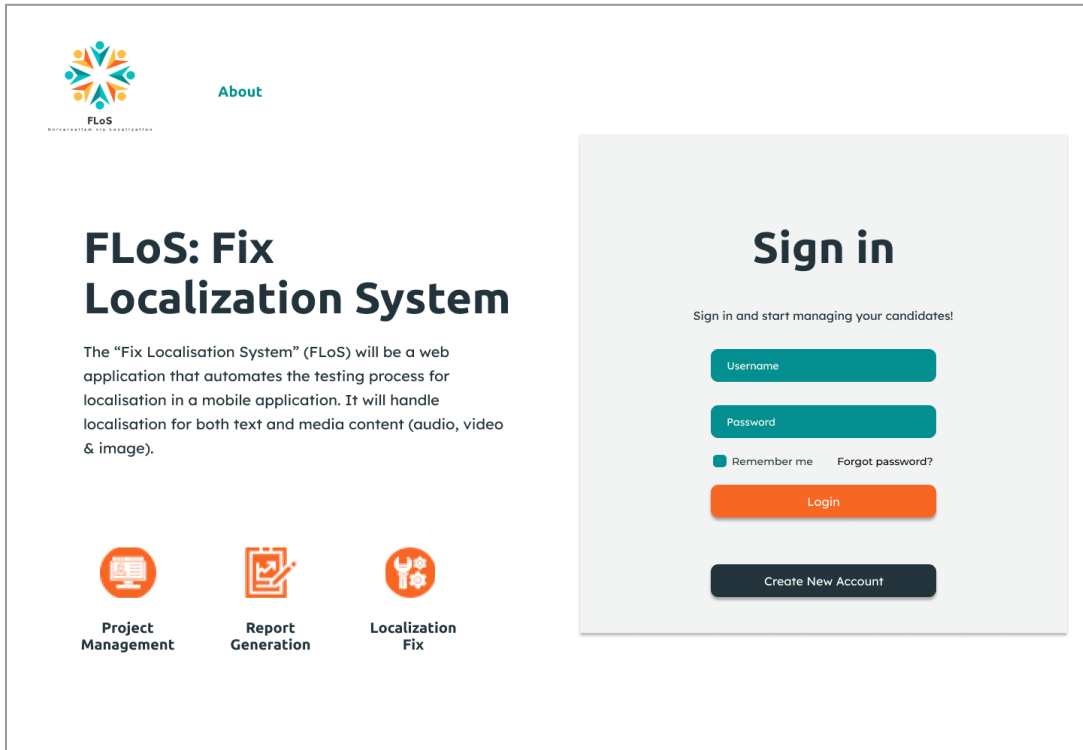 FLoS
Universalism via Localization
About
FLoS: Fix
Localization System
The “Fix Localisation System” (FLoS) will be a web
application that automates the testing process for
localisation in a mobile application. It will handle
localisation for both text and media content (audio, video
& image).
Project
Management
Report
Generation
Localization
Fix
Sign in
Sign in and start managing your candidates!
Username
Password
Remember me
Forgot password?
Login
Create New Account